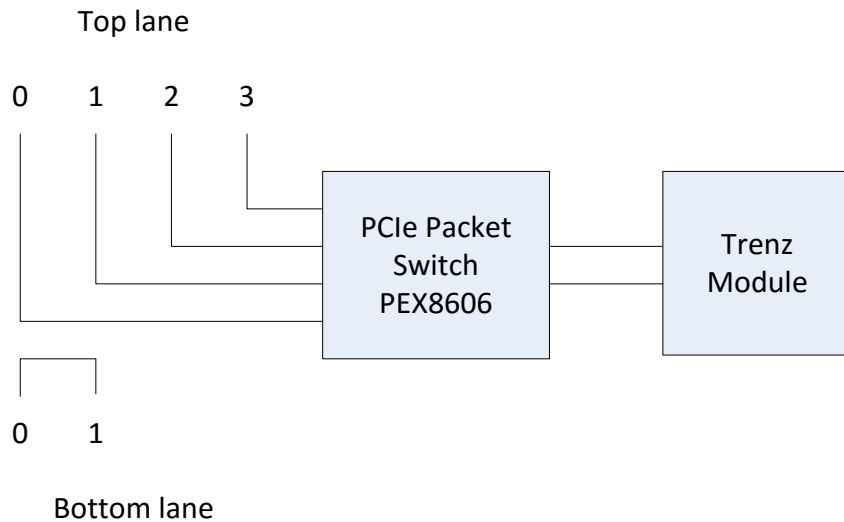 Top lane
0 1 2 3
PCIe Packet
Switch
PEX8606
Trenz
Module
0 1
Bottom lane